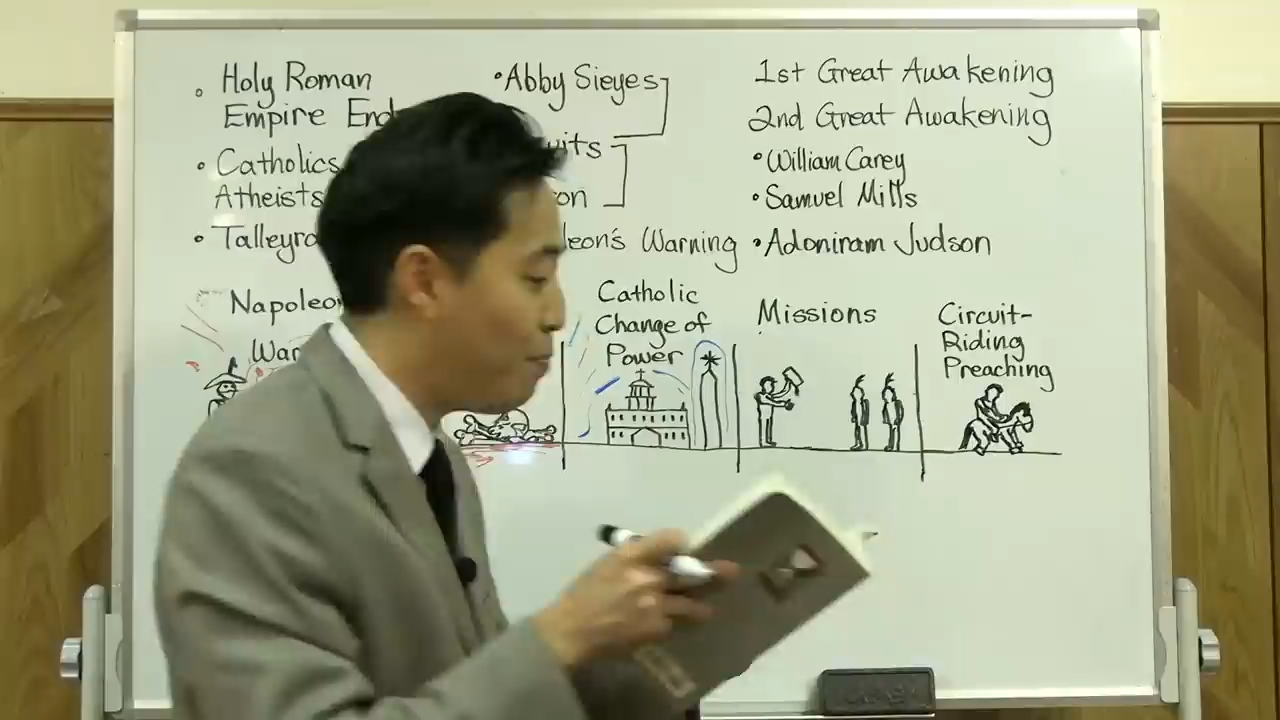 Holy Roman
Empire End
Catholics
Atheists
Talleyra
•Abby Sieyes
uits
on
leon's Warning
1st Great Awakening
2nd Great Awakening
•William Carey
•Samuel Mills
•Adoniram Judson
Napoleo
War
Catholic
Change of
Power
Missions
Circuit-
Riding
Preaching